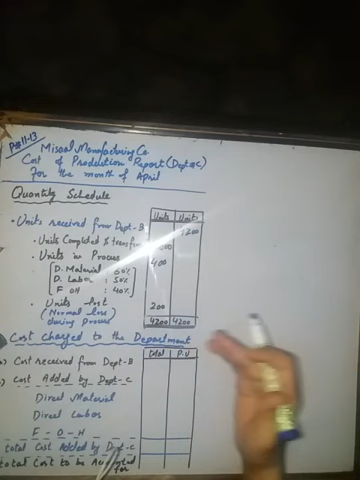 P# 11-13
Misoal Manufacturing Co.
Cost of Production Report (Dept-C)
For the month of April
Quantity Schedule
Units Units
• Units received from Dept-B 4200
• Units Completed & transfer
• Units in Process 400
D. Material : 60%
D. Labor : 50%
F OH : 40%
• Units lost 200
(Normal loss)
during process
4200 4200
Cost Charged to the Department
total P.U
Cost received from Dept-B
Cost Added by Dept-C
Direct Material
Direct Labor
F - O - H
total Cost Added by Dept-C
total Cost to be Accounted
for